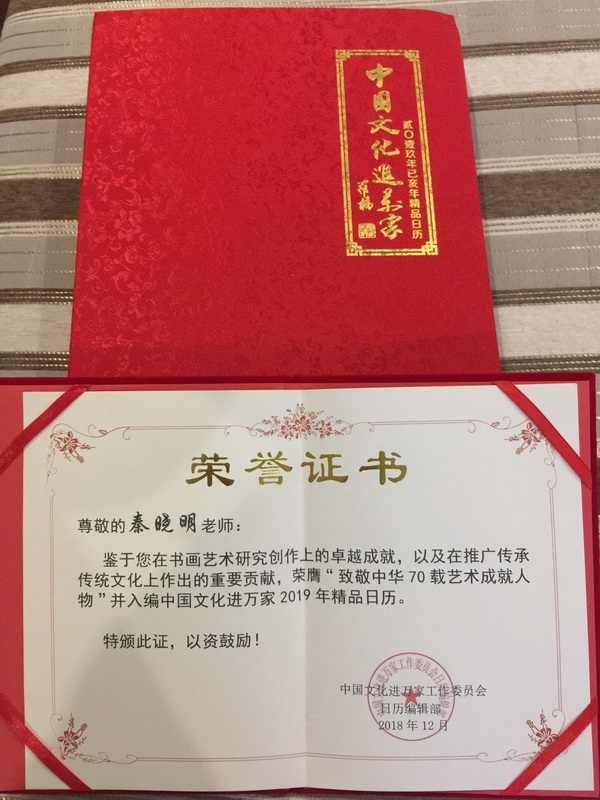 中国文化进万家
贰〇壹玖年已亥年精品日历
荣誉证书
尊敬的秦晓明老师：
鉴于您在书画艺术研究创作上的卓越成就，以及在推广传承
传统文化上作出的重要贡献，荣膺“致敬中华70载艺术成就人
物”并入编中国文化进万家2019年精品日历。
特颁此证，以资鼓励！
中国文化进万家工作委员会
日历编辑部
2018年12月